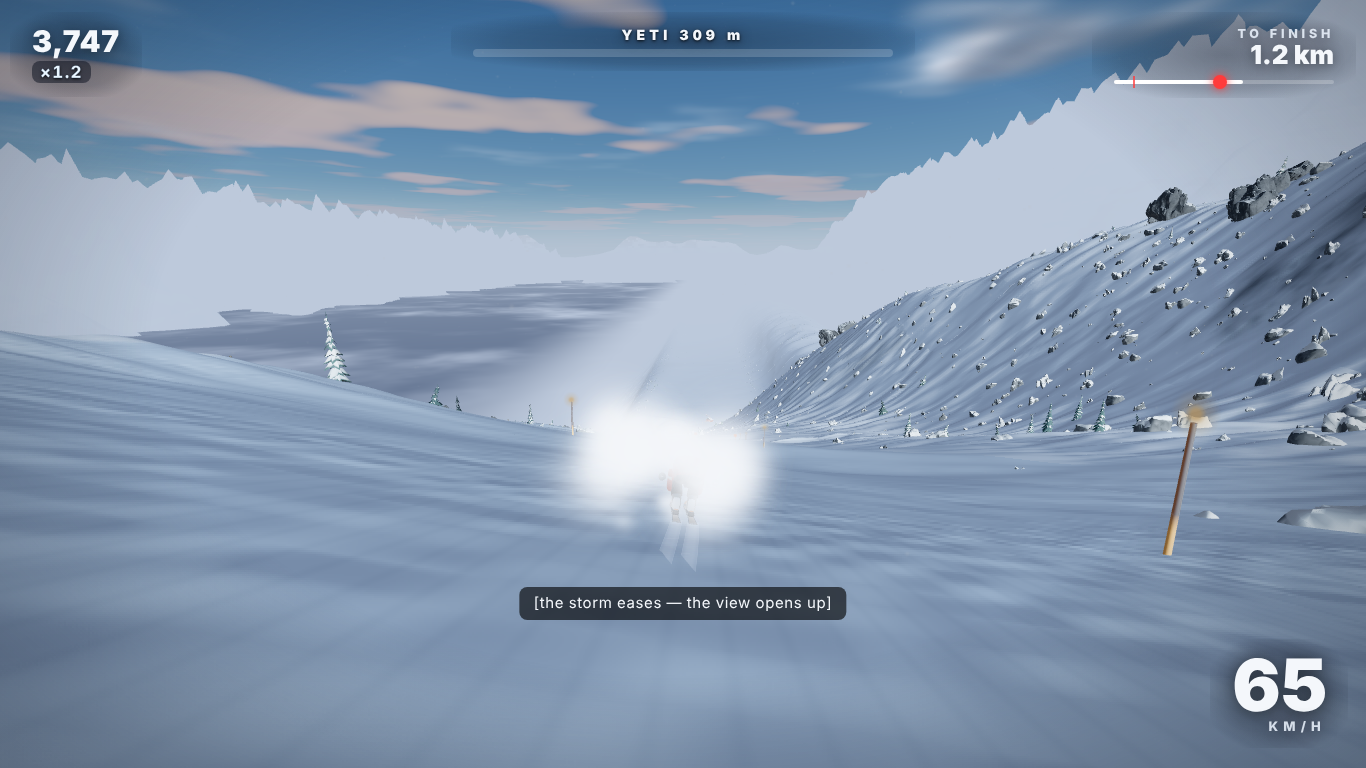 3,747
×1.2
YETI 309 m
TO FINISH
1.2 km
[the storm eases — the view opens up]
65
KM/H